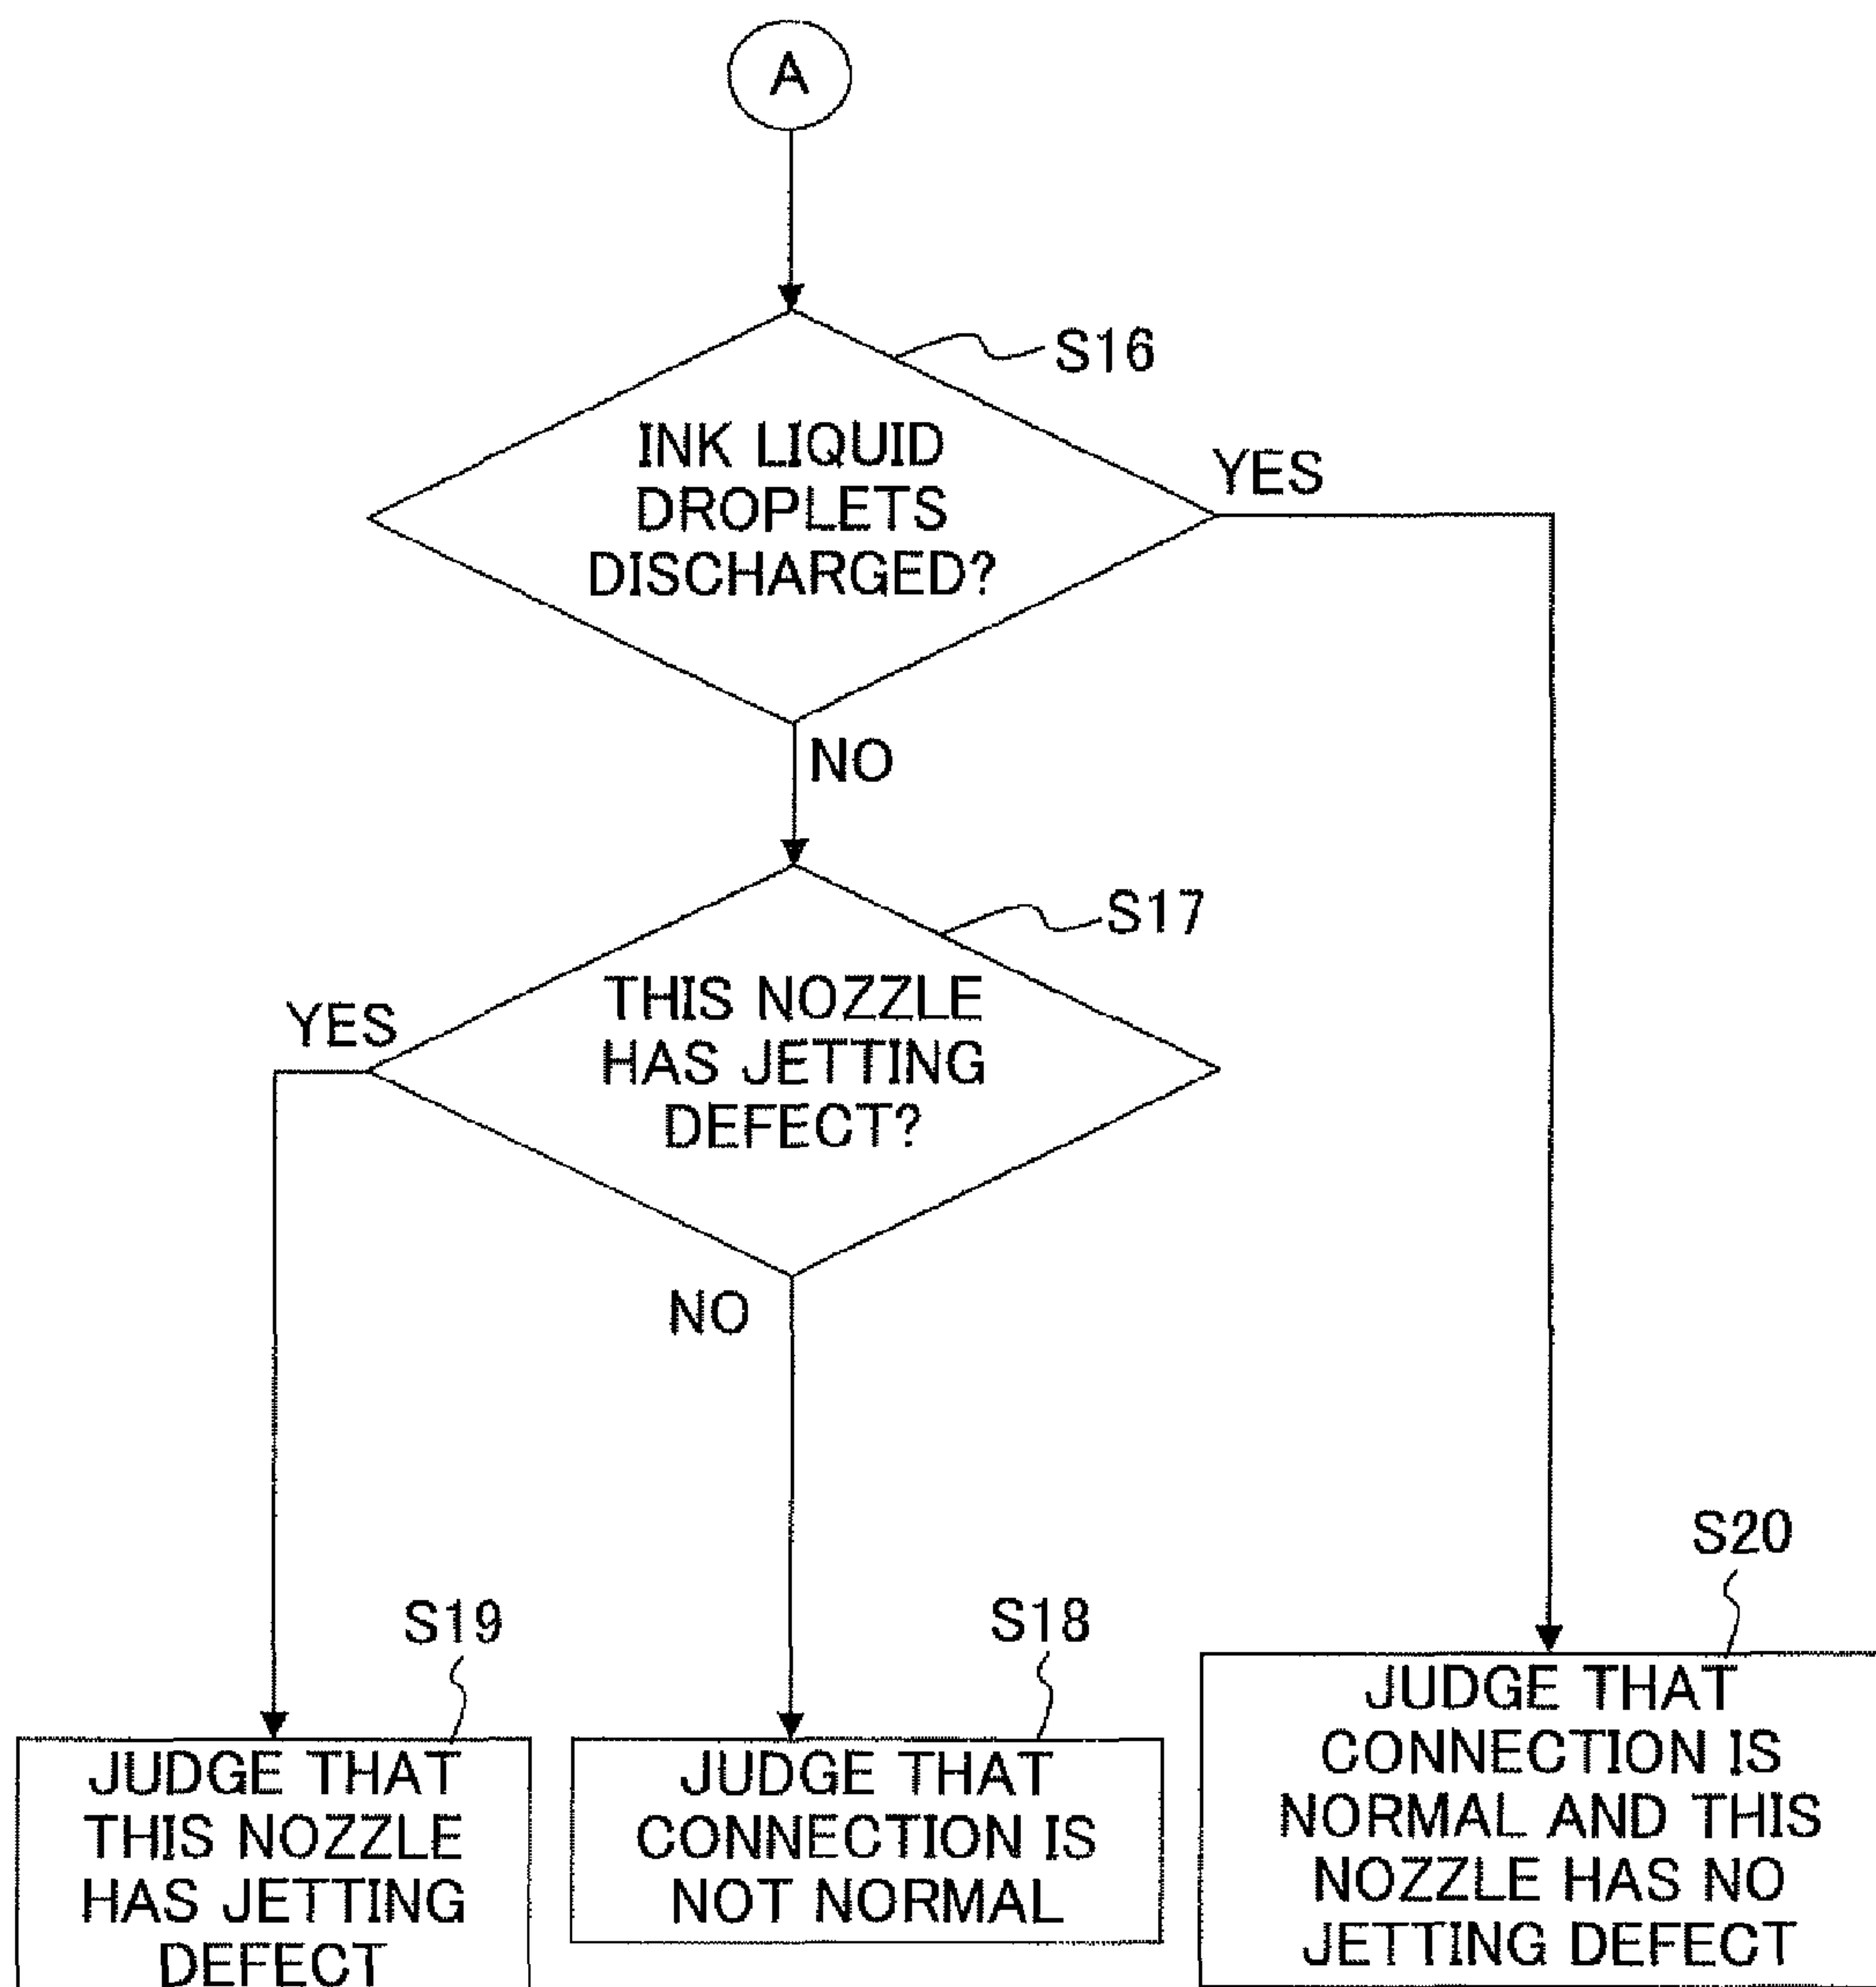 A
S16
INK LIQUID
DROPLETS
DISCHARGED?
YES
NO
S17
THIS NOZZLE
HAS JETTING
DEFECT?
YES
NO
S19
JUDGE THAT
THIS NOZZLE
HAS JETTING
DEFECT
S18
JUDGE THAT
CONNECTION IS
NOT NORMAL
S20
JUDGE THAT
CONNECTION IS
NORMAL AND THIS
NOZZLE HAS NO
JETTING DEFECT